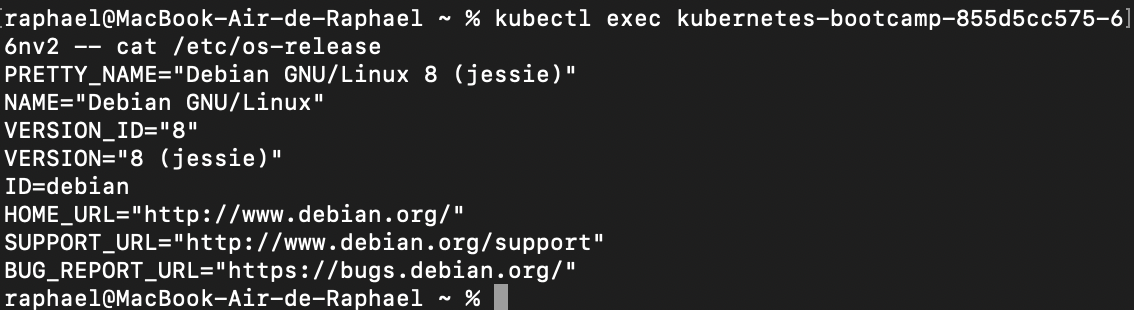 [raphael@MacBook-Air-de-Raphael ~ % kubectl exec kubernetes-bootcamp-855d5cc575-6]
6nv2 -- cat /etc/os-release
PRETTY_NAME="Debian GNU/Linux 8 (jessie)"
NAME="Debian GNU/Linux"
VERSION_ID="8"
VERSION="8 (jessie)"
ID=debian
HOME_URL="http://www.debian.org/"
SUPPORT_URL="http://www.debian.org/support"
BUG_REPORT_URL="https://bugs.debian.org/"
raphael@MacBook-Air-de-Raphael ~ %